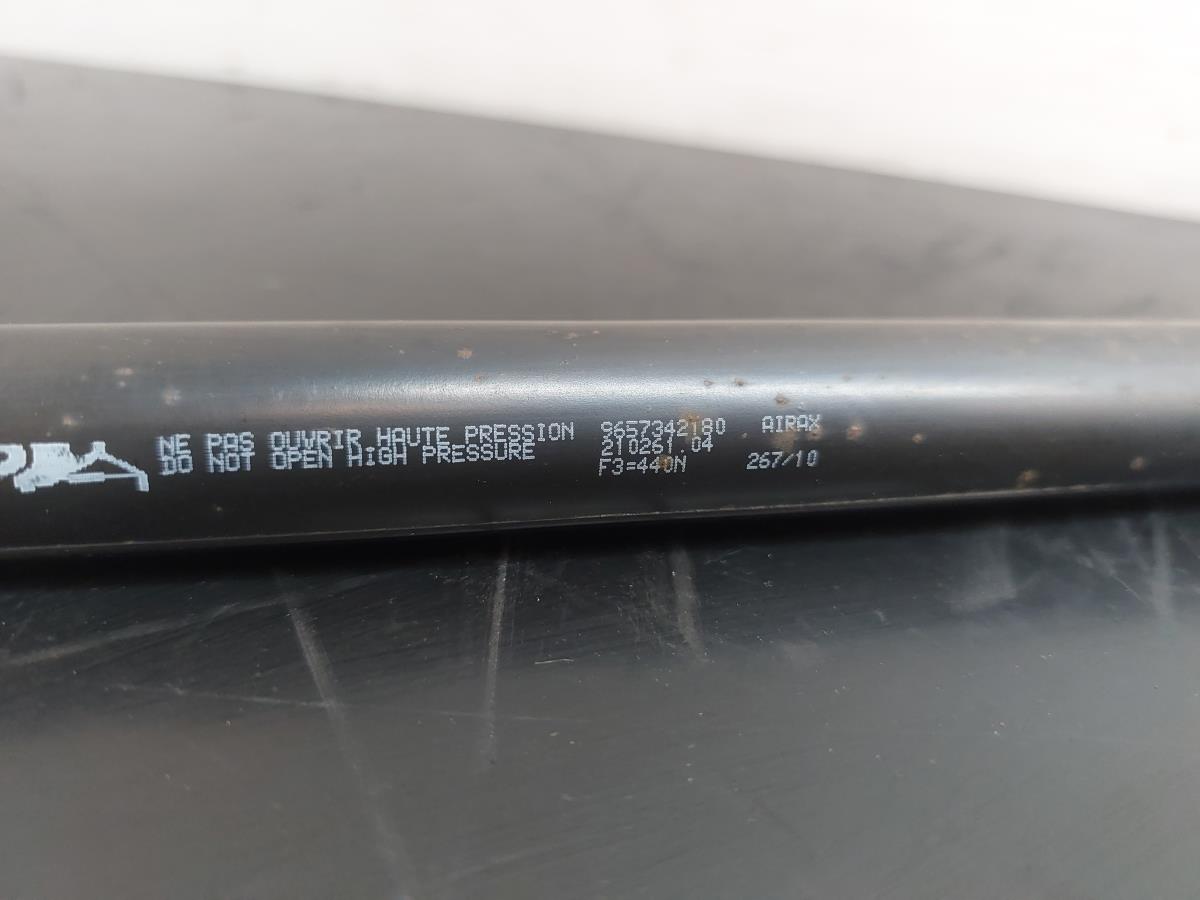 NE PAS OUVRIR HAUTE PRESSION 9657342180 AIRAX
DO NOT OPEN HIGH PRESSURE 210261.04
F3=440N 267/10